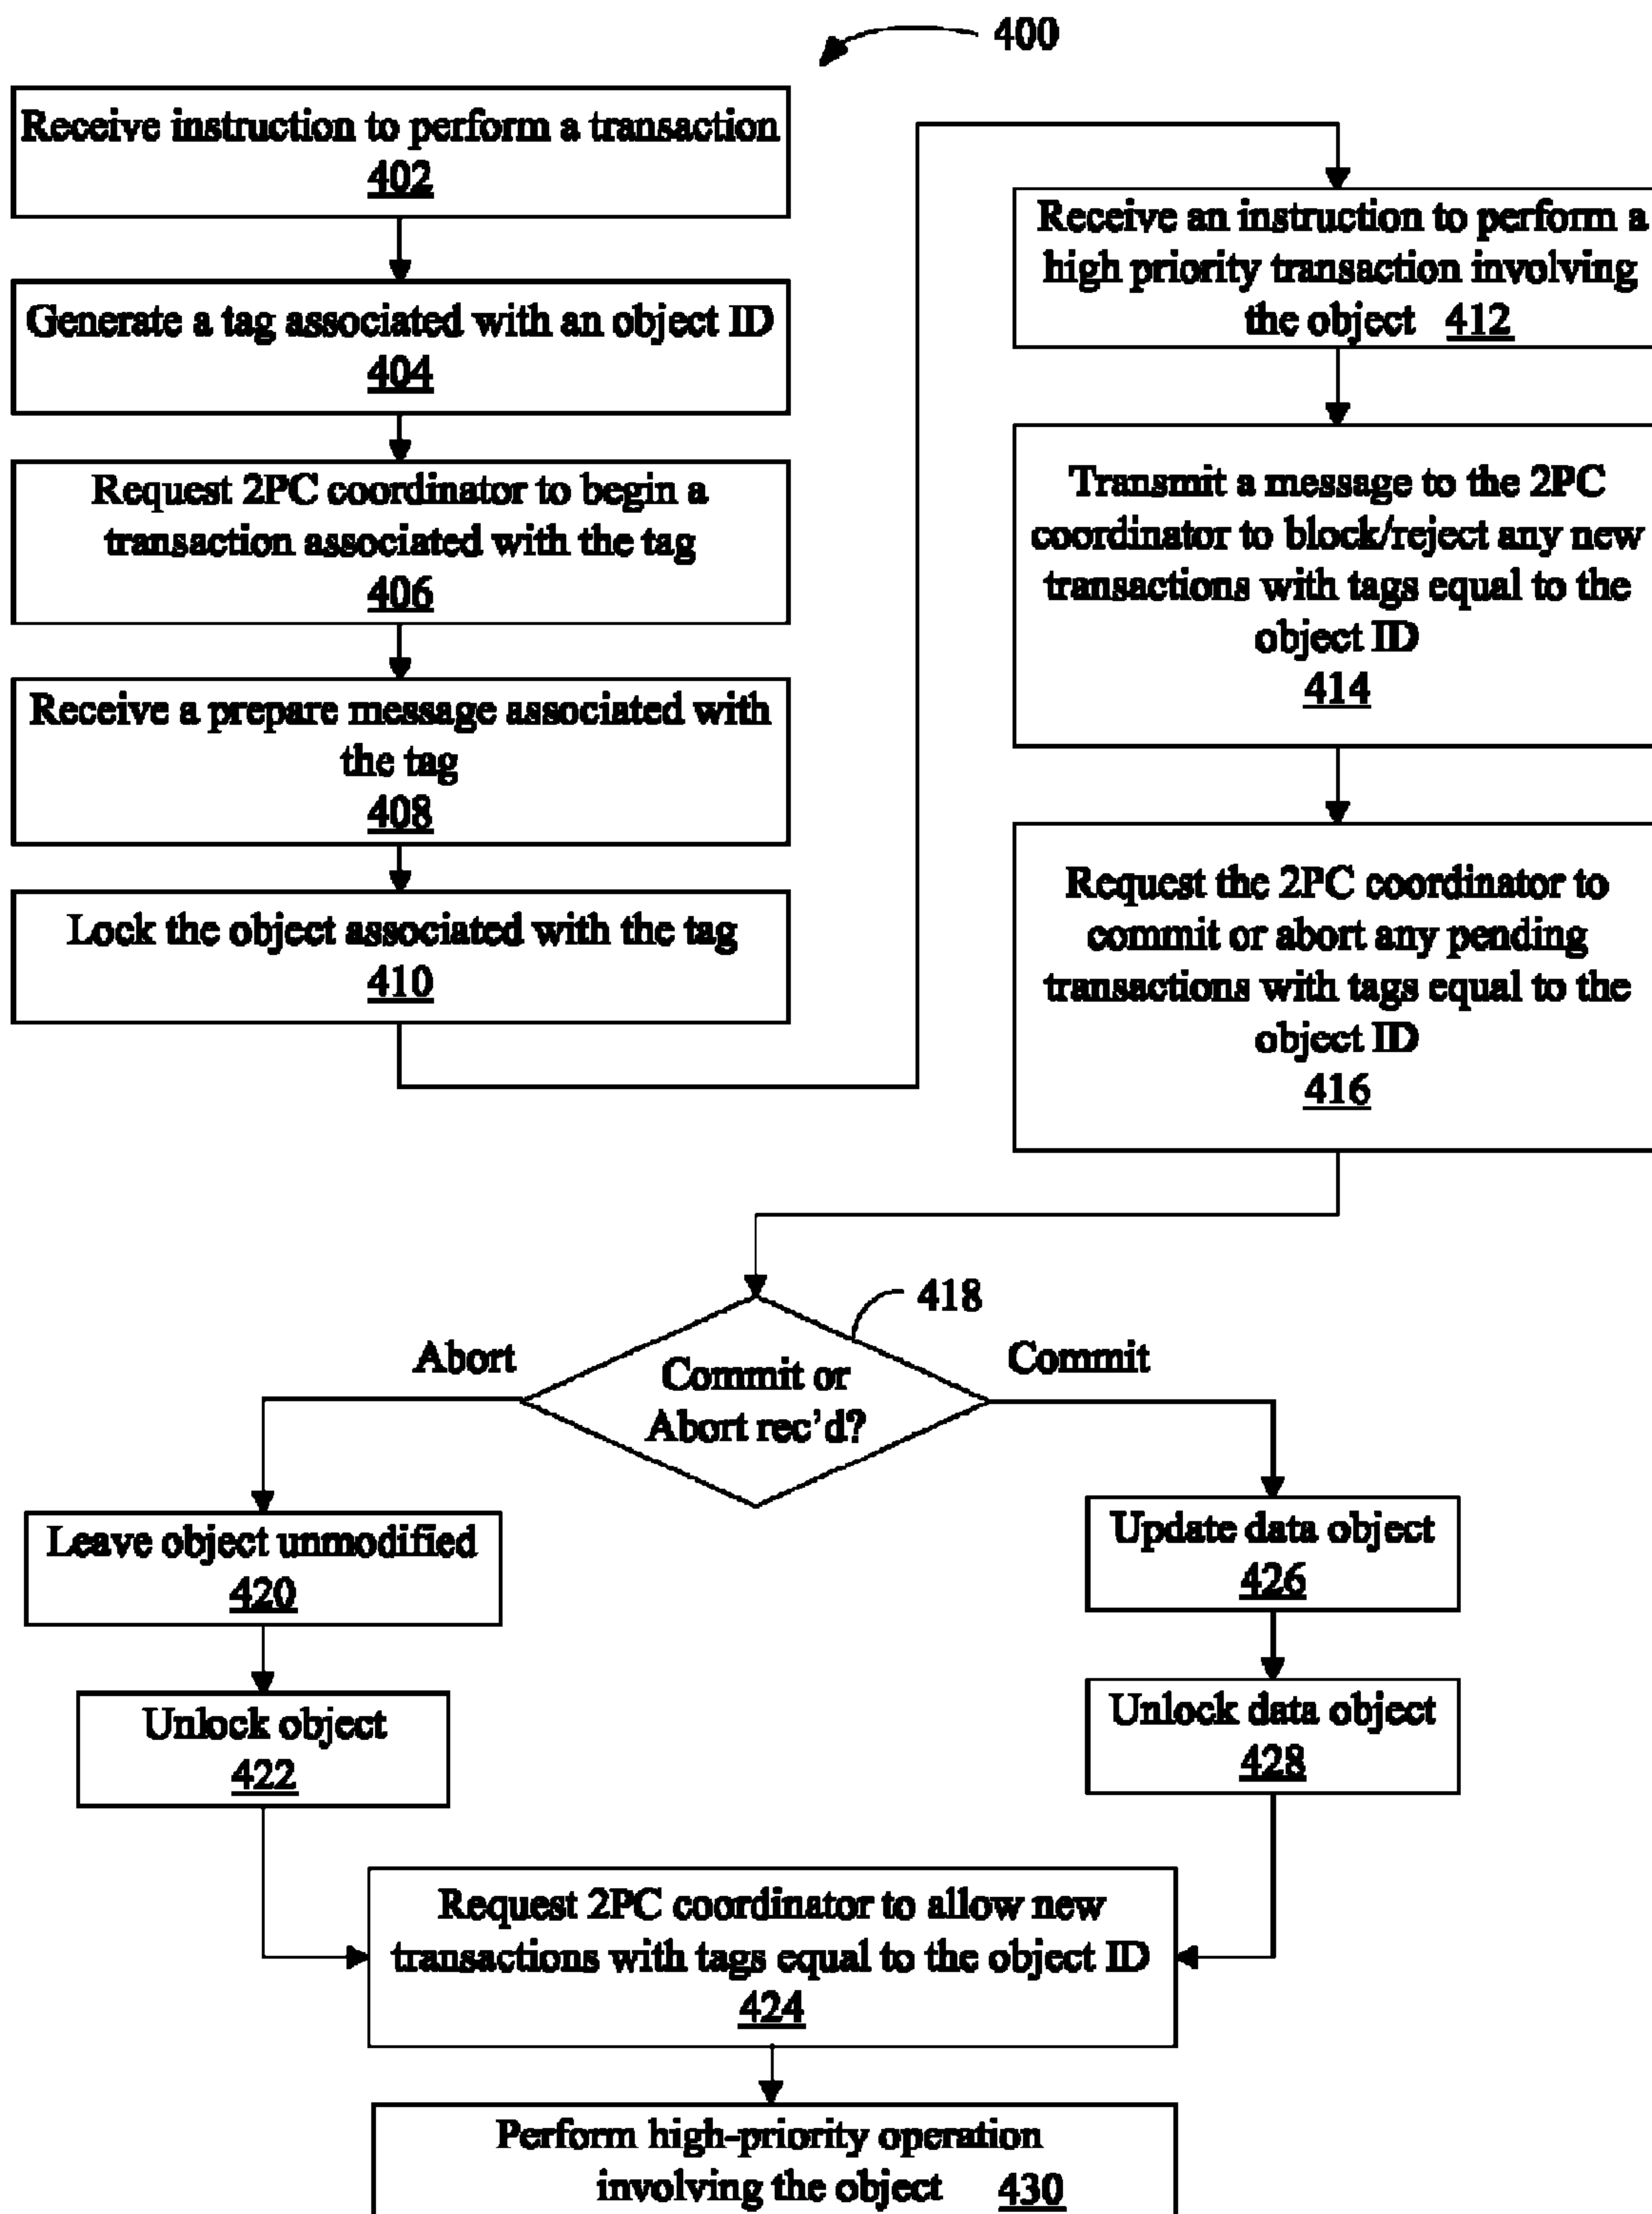 400
Receive instruction to perform a transaction
402
Generate a tag associated with an object ID
404
Request 2PC coordinator to begin a
transaction associated with the tag
406
Receive a prepare message associated with
the tag
408
Lock the object associated with the tag
410
Receive an instruction to perform a
high priority transaction involving
the object 412
Transmit a message to the 2PC
coordinator to block/reject any new
transactions with tags equal to the
object ID
414
Request the 2PC coordinator to
commit or abort any pending
transactions with tags equal to the
object ID
416
418
Abort
Commit or
Abort rec'd?
Commit
Leave object unmodified
420
Unlock object
422
Update data object
426
Unlock data object
428
Request 2PC coordinator to allow new
transactions with tags equal to the object ID
424
Perform high-priority operation
involving the object 430